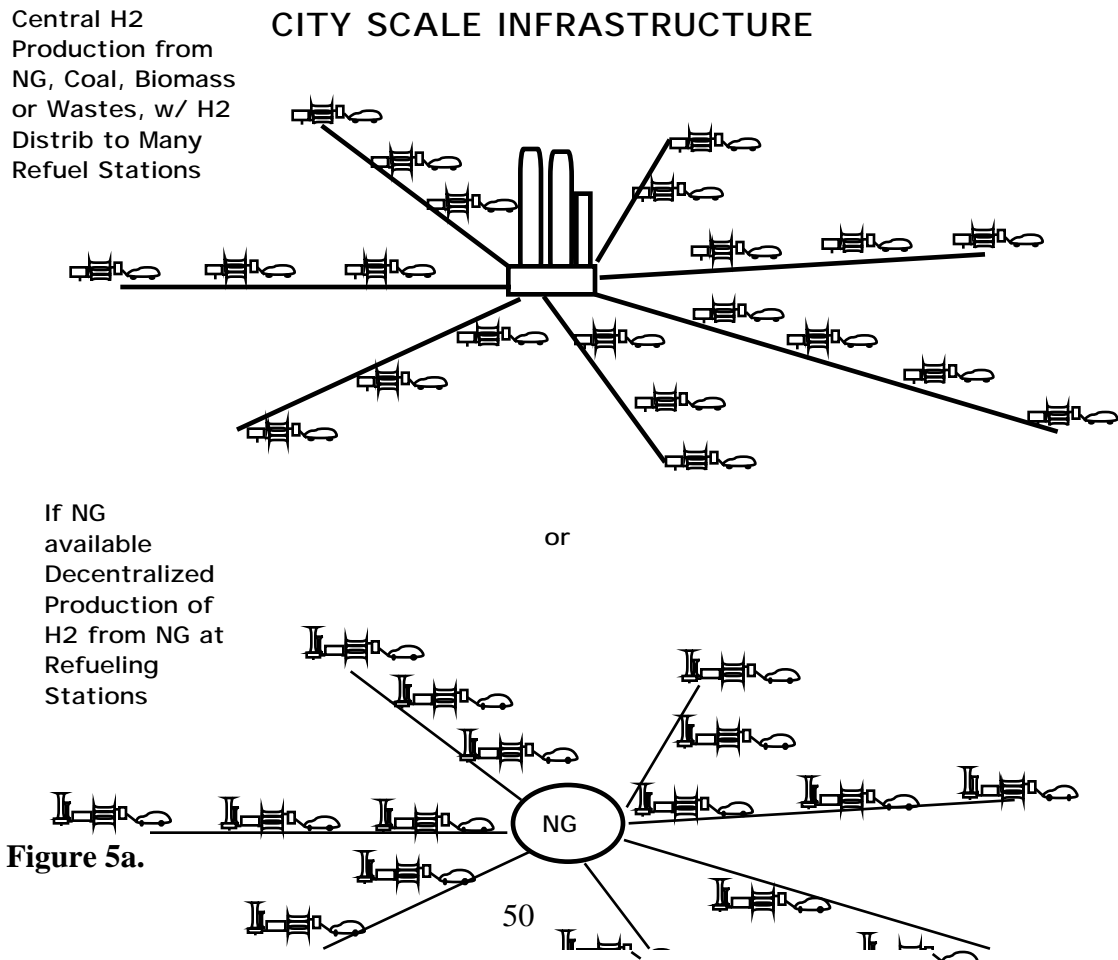 Central H2
Production from
NG, Coal, Biomass
or Wastes, w/ H2
Distrib to Many
Refuel Stations
CITY SCALE INFRASTRUCTURE
If NG
available
Decentralized
Production of
H2 from NG at
Refueling
Stations
or
NG
Figure 5a.
50